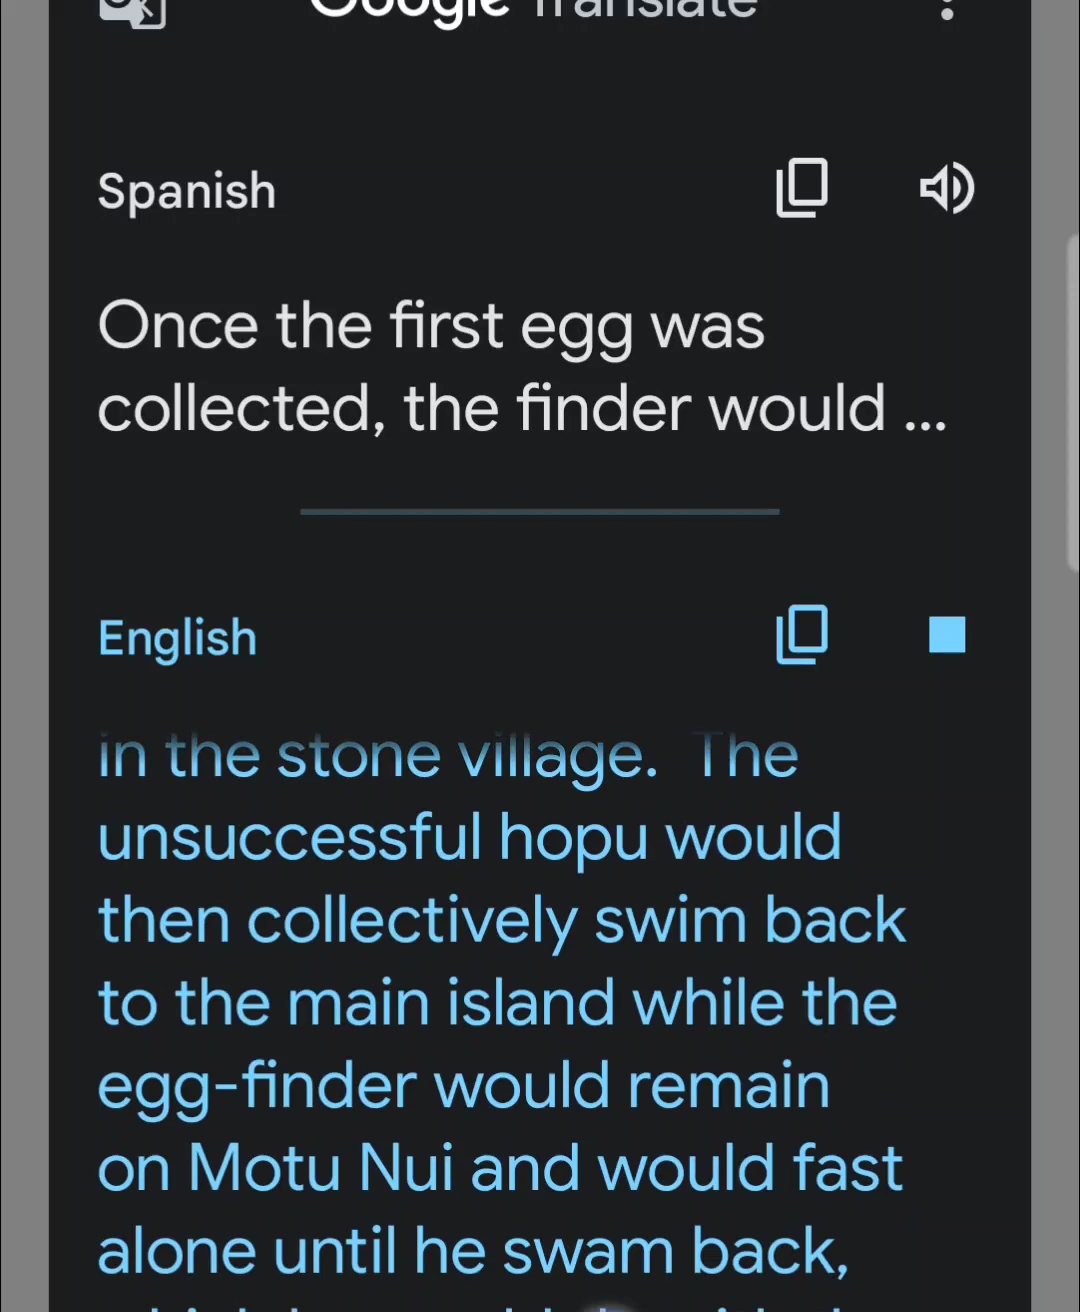 Google Translate
Spanish
Once the first egg was
collected, the finder would ...
English
in the stone village. The
unsuccessful hopu would
then collectively swim back
to the main island while the
egg-finder would remain
on Motu Nui and would fast
alone until he swam back,